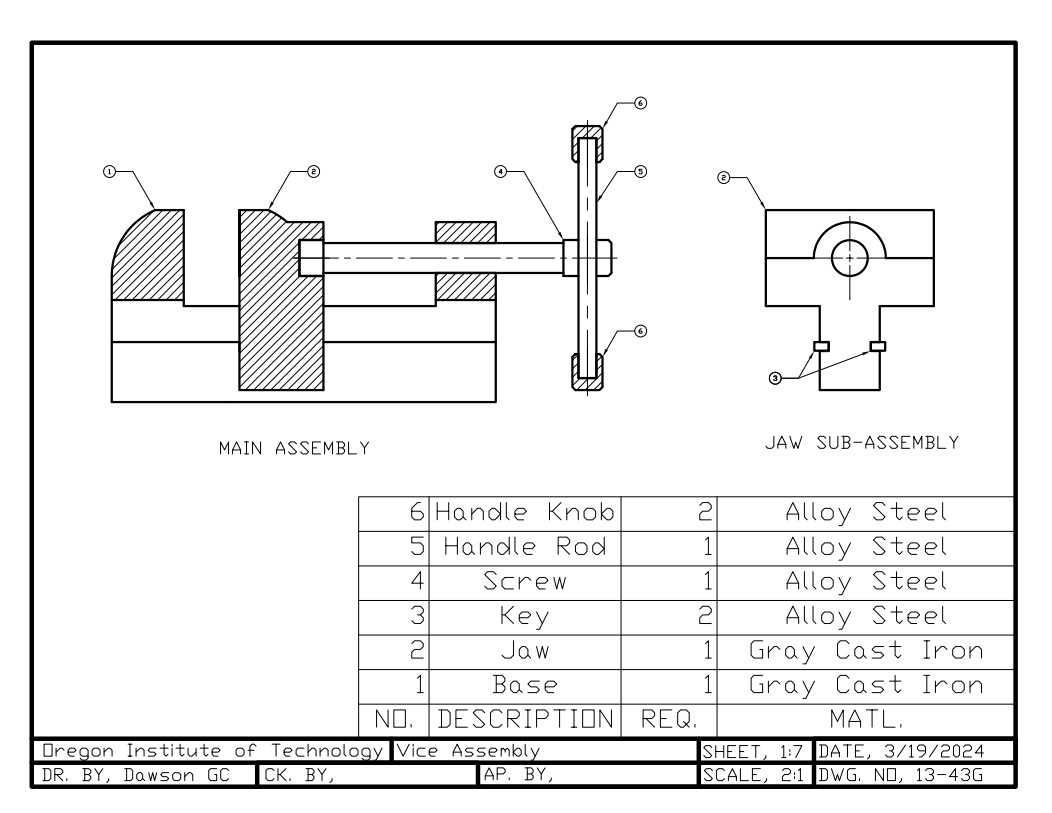 6
6
1
2
4
5
2
6
3
MAIN ASSEMBLY
JAW SUB-ASSEMBLY
6 Handle Knob 2 Alloy Steel
5 Handle Rod 1 Alloy Steel
4 Screw 1 Alloy Steel
3 Key 2 Alloy Steel
2 Jaw 1 Gray Cast Iron
1 Base 1 Gray Cast Iron
NO. DESCRIPTION REQ. MATL.
Oregon Institute of Technology Vice Assembly SHEET, 1:7 DATE, 3/19/2024
DR. BY, Dawson GC CK. BY, AP. BY, SCALE, 2:1 DWG. NO, 13-43G